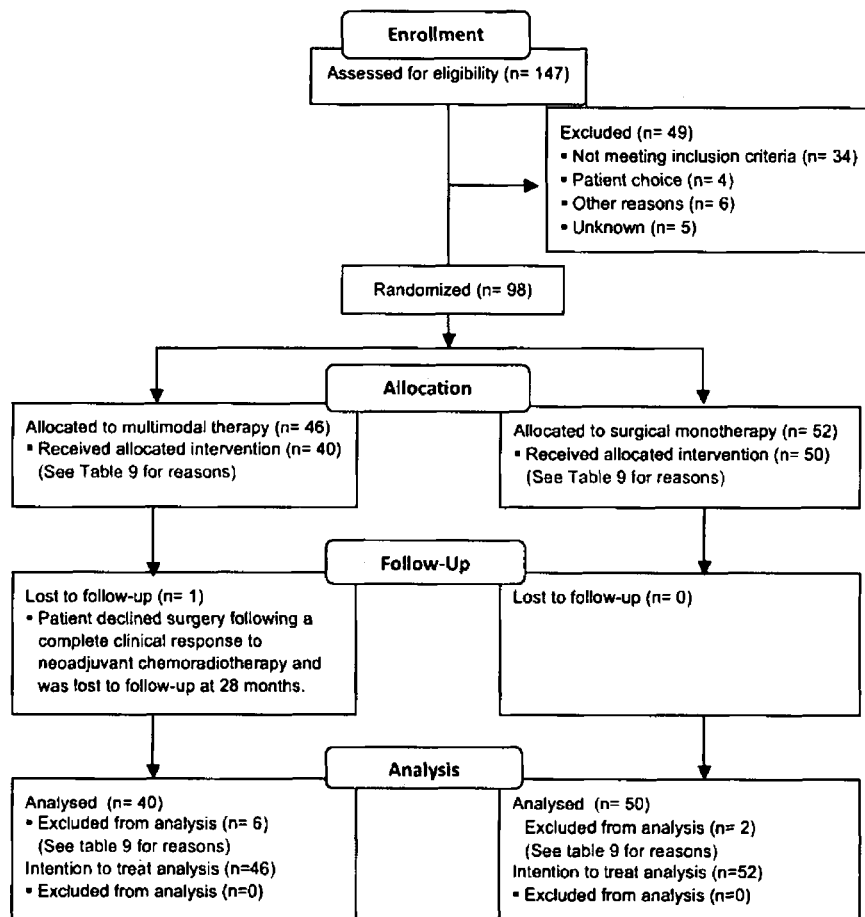 Enrollment
Assessed for eligibility (n= 147)
Excluded (n= 49)
▪ Not meeting inclusion criteria (n= 34)
▪ Patient choice (n= 4)
▪ Other reasons (n= 6)
▪ Unknown (n= 5)
Randomized (n= 98)
Allocation
Allocated to multimodal therapy (n= 46)
▪ Received allocated intervention (n= 40)
(See Table 9 for reasons)
Allocated to surgical monotherapy (n= 52)
▪ Received allocated intervention (n= 50)
(See Table 9 for reasons)
Follow-Up
Lost to follow-up (n= 1)
▪ Patient declined surgery following a
complete clinical response to
neoadjuvant chemoradiotherapy and
was lost to follow-up at 28 months.
Lost to follow-up (n= 0)
Analysis
Analysed (n= 40)
▪ Excluded from analysis (n= 6)
(See table 9 for reasons)
Intention to treat analysis (n=46)
▪ Excluded from analysis (n=0)
Analysed (n= 50)
Excluded from analysis (n= 2)
(See table 9 for reasons)
Intention to treat analysis (n=52)
▪ Excluded from analysis (n=0)